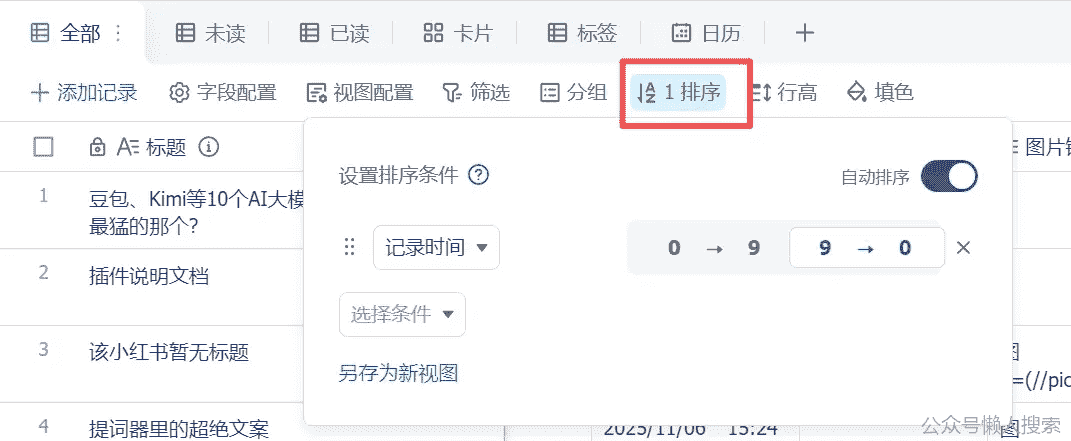 全部 未读 已读 卡片 标签 日历
添加记录 字段配置 视图配置 筛选 分组 1 排序 行高 填色
标题 图片链
设置排序条件 自动排序
1 豆包、Kimi等10个AI大模
最猛的那个？
记录时间 0 → 9 9 → 0
2 插件说明文档
选择条件
3 该小红书暂无标题 图
另存为新视图 =(//pic
4 提词器里的超绝文案 2025/11/06 15:24 图
公众号懒人搜索